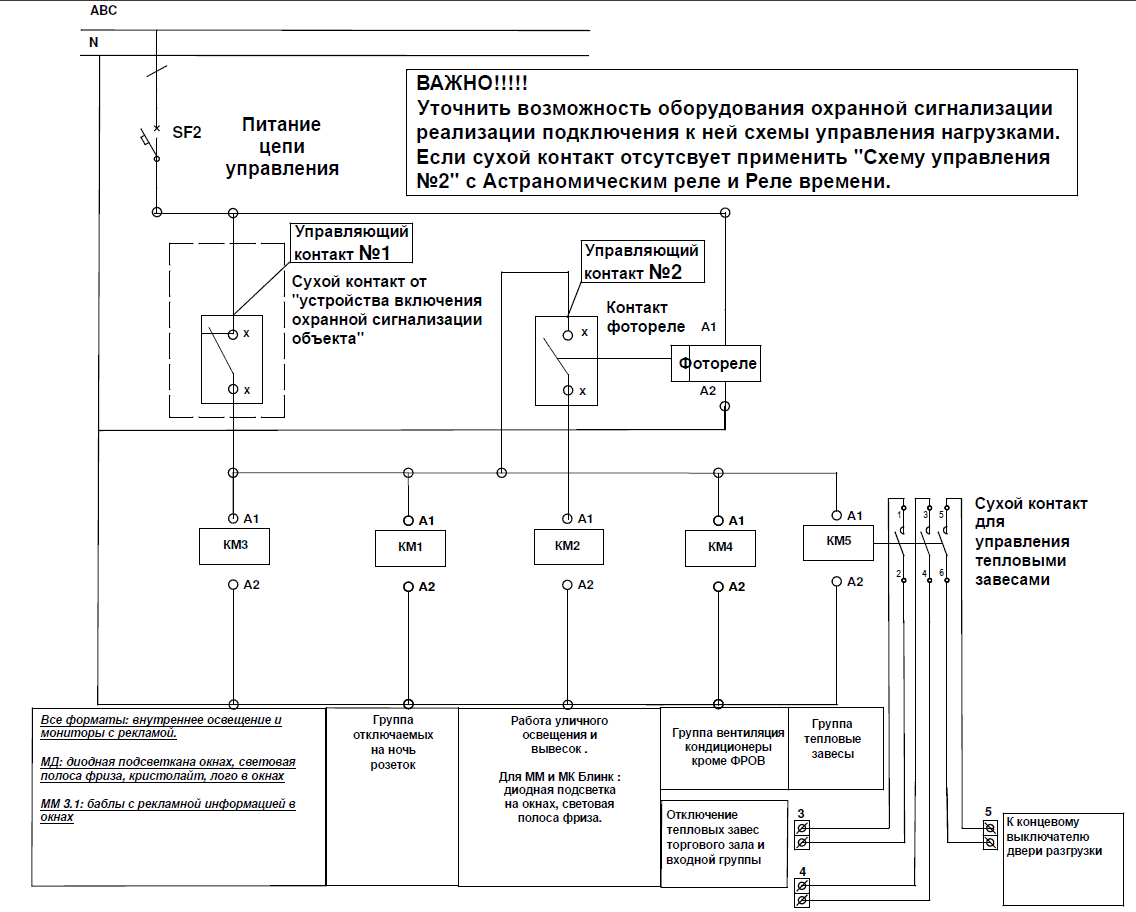 ABC
N
SF2
Питание
цепи
управления
ВАЖНО!!!!!
Уточнить возможность оборудования охранной сигнализации
реализации подключения к ней схемы управления нагрузками.
Если сухой контакт отсутсвует применить "Схему управления
№2" с Астраномическим реле и Реле времени.
Управляющий
контакт №1
Сухой контакт от
"устройства включения
охранной сигнализации
объекта"
x
x
Управляющий
контакт №2
Контакт
фотореле
x
x
A1
Фотореле
A2
A1
КМ3
A2
A1
КМ1
A2
A1
КМ2
A2
A1
КМ4
A2
A1
КМ5
A2
1
3
5
2
4
6
Сухой контакт
для
управления
тепловыми
завесами
Все форматы: внутреннее освещение и
мониторы с рекламой.
МД: диодная подсветкана окнах, световая
полоса фриза, кристолайт, лого в окнах
ММ 3.1: баблы с рекламной информацией в
окнах
Группа
отключаемых
на ночь
розеток
Работа уличного
освещения и
вывесок .
Для ММ и МК Блинк :
диодная подсветка
на окнах, световая
полоса фриза.
Группа вентиляция
кондиционеры
кроме ФРОВ
Группа
тепловые
завесы
Отключение
тепловых завес
торгового зала и
входной группы
3
4
5
К концевому
выключателю
двери разгрузки